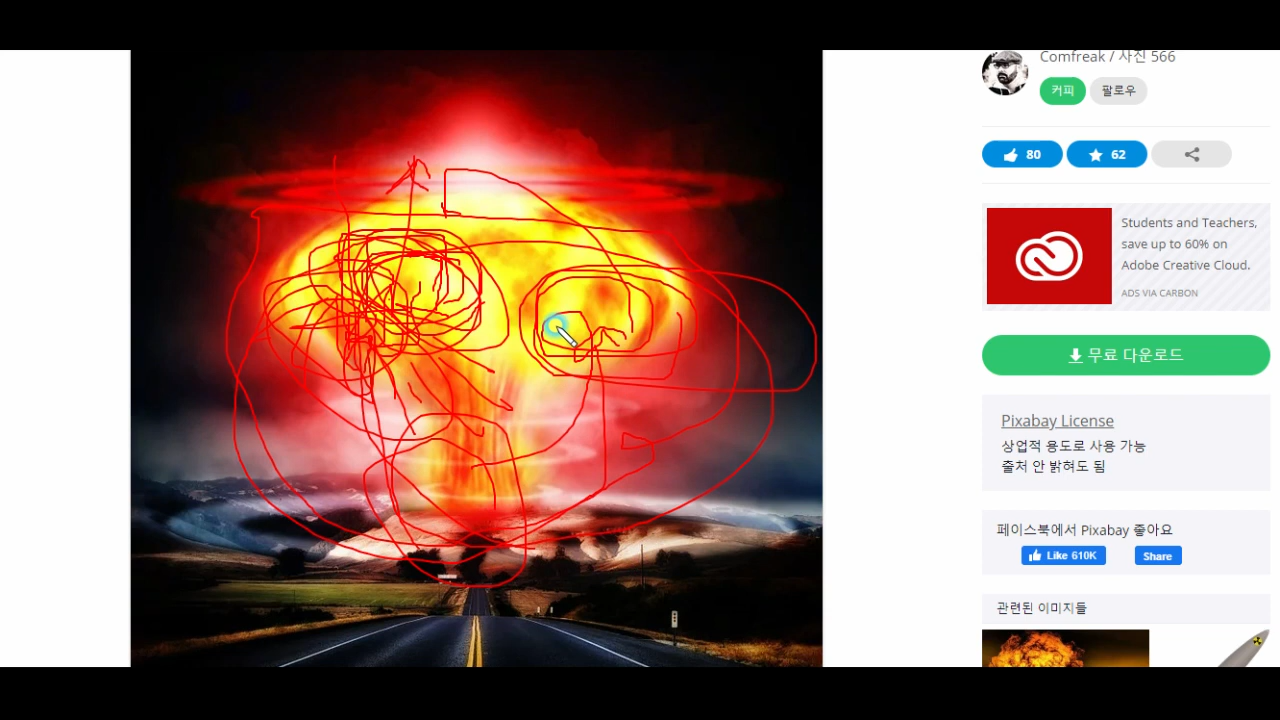 Comfreak / 사진 566
커피
팔로우
80
62
Students and Teachers,
save up to 60% on
Adobe Creative Cloud.
ADS VIA CARBON
무료 다운로드
Pixabay License
상업적 용도로 사용 가능
출처 안 밝혀도 됨
페이스북에서 Pixabay 좋아요
Like 610K
Share
관련된 이미지들